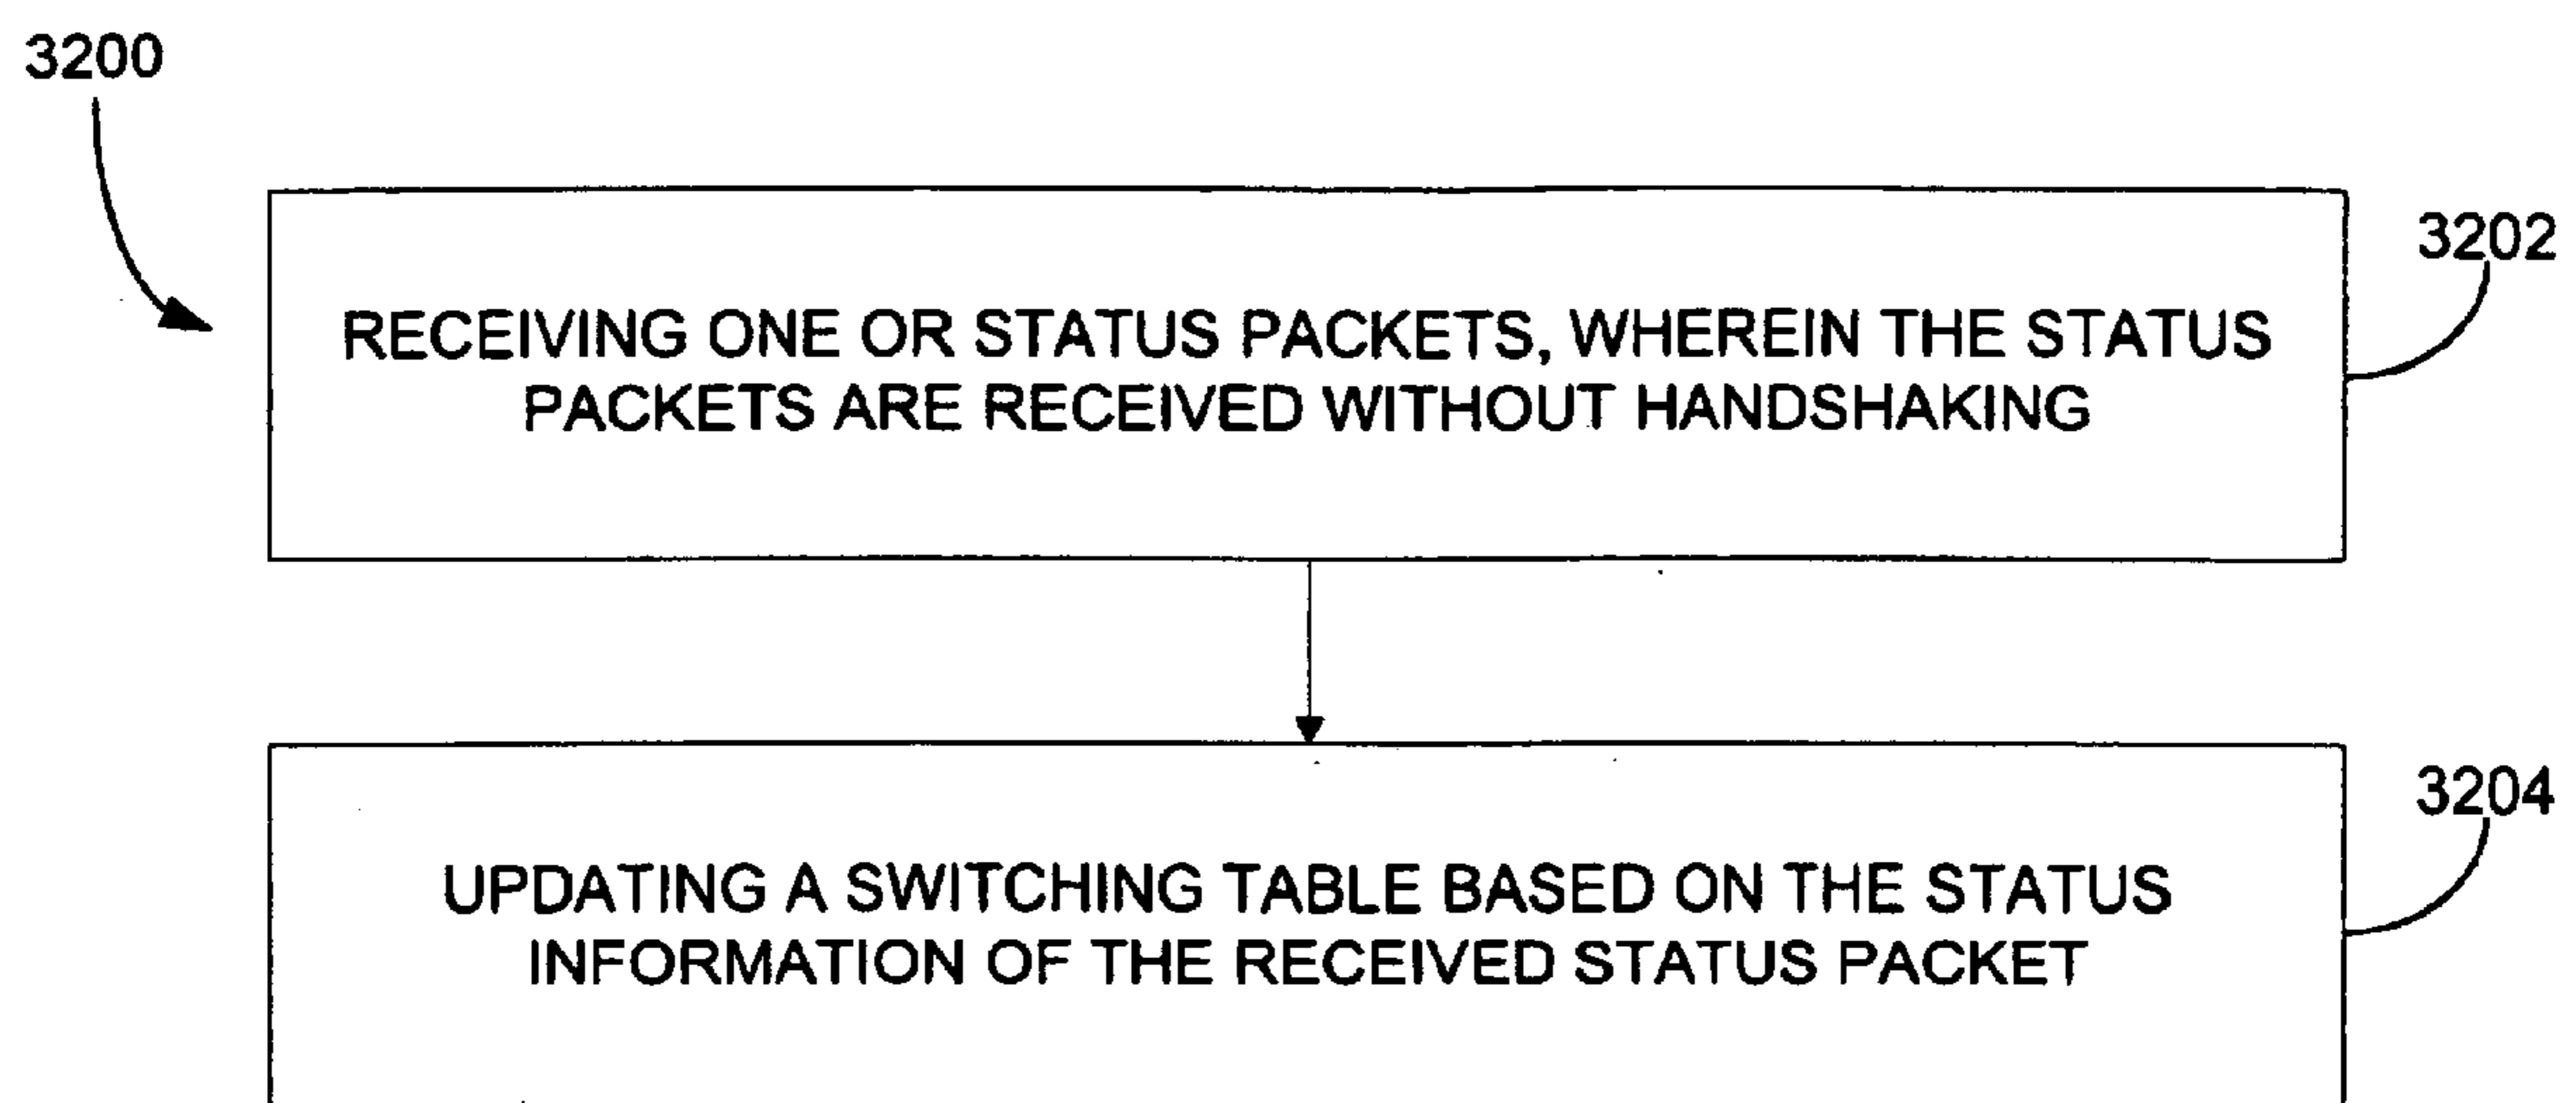 3200
3202
RECEIVING ONE OR STATUS PACKETS, WHEREIN THE STATUS
PACKETS ARE RECEIVED WITHOUT HANDSHAKING
3204
UPDATING A SWITCHING TABLE BASED ON THE STATUS
INFORMATION OF THE RECEIVED STATUS PACKET